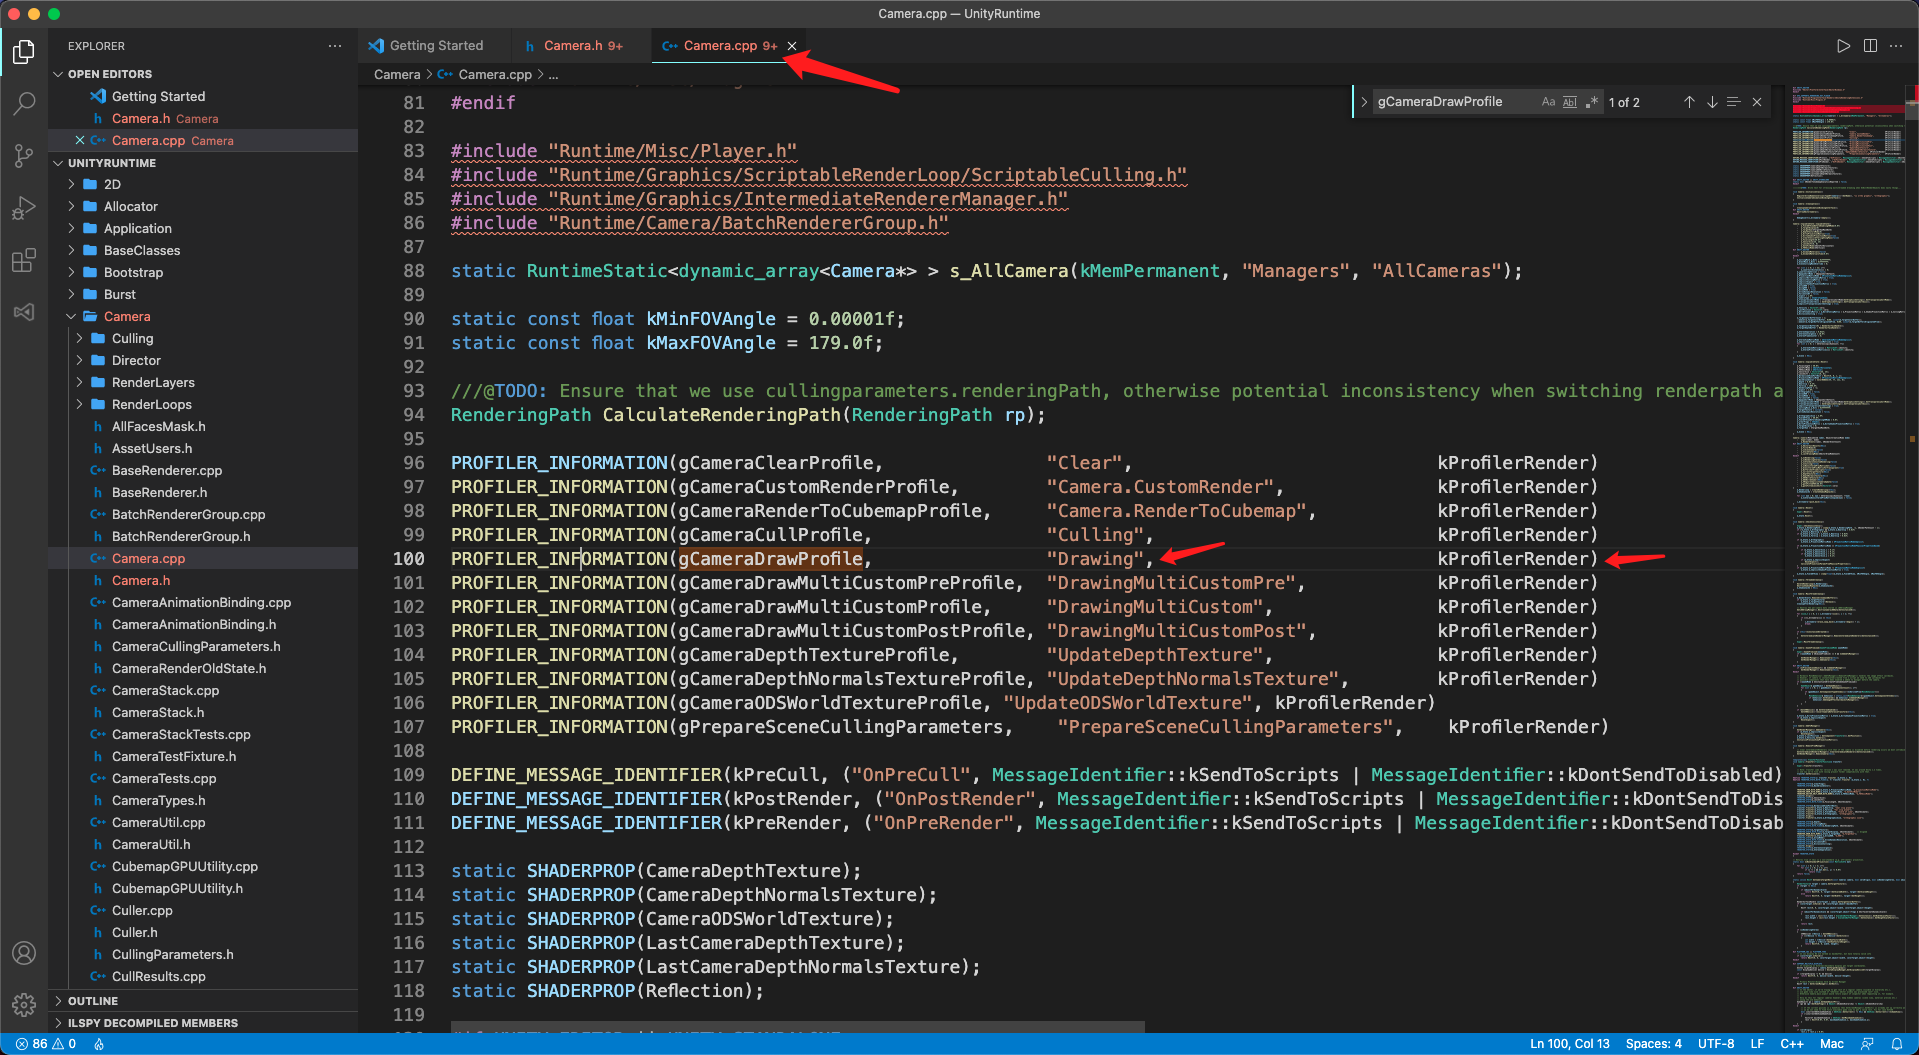 Camera.cpp — UnityRuntime
EXPLORER
OPEN EDITORS
Getting Started
h Camera.h Camera
C++ Camera.cpp Camera
UNITYRUNTIME
2D
Allocator
Application
BaseClasses
Bootstrap
Burst
Camera
Culling
Director
RenderLayers
RenderLoops
h AllFacesMask.h
h AssetUsers.h
C++ BaseRenderer.cpp
h BaseRenderer.h
C++ BatchRendererGroup.cpp
h BatchRendererGroup.h
C++ Camera.cpp
h Camera.h
C++ CameraAnimationBinding.cpp
h CameraAnimationBinding.h
h CameraCullingParameters.h
h CameraRenderOldState.h
C++ CameraStack.cpp
h CameraStack.h
C++ CameraStackTests.cpp
h CameraTestFixture.h
C++ CameraTests.cpp
h CameraTypes.h
C++ CameraUtil.cpp
h CameraUtil.h
C++ CubemapGPUUtility.cpp
h CubemapGPUUtility.h
C++ Culler.cpp
h Culler.h
h CullingParameters.h
C++ CullResults.cpp
OUTLINE
ILSPY DECOMPILED MEMBERS
Getting Started
h Camera.h 9+
C++ Camera.cpp 9+
Camera > C++ Camera.cpp > ...
gCameraDrawProfile Aa Abl .* 1 of 2
81 #endif
82
83 #include "Runtime/Misc/Player.h"
84 #include "Runtime/Graphics/ScriptableRenderLoop/ScriptableCulling.h"
85 #include "Runtime/Graphics/IntermediateRendererManager.h"
86 #include "Runtime/Camera/BatchRendererGroup.h"
87
88 static RuntimeStatic<dynamic_array<Camera*> > s_AllCamera(kMemPermanent, "Managers", "AllCameras");
89
90 static const float kMinFOVAngle = 0.00001f;
91 static const float kMaxFOVAngle = 179.0f;
92
93 ///@TODO: Ensure that we use cullingparameters.renderingPath, otherwise potential inconsistency when switching renderpath a
94 RenderingPath CalculateRenderingPath(RenderingPath rp);
95
96 PROFILER_INFORMATION(gCameraClearProfile, "Clear", kProfilerRender)
97 PROFILER_INFORMATION(gCameraCustomRenderProfile, "Camera.CustomRender", kProfilerRender)
98 PROFILER_INFORMATION(gCameraRenderToCubemapProfile, "Camera.RenderToCubemap", kProfilerRender)
99 PROFILER_INFORMATION(gCameraCullProfile, "Culling", kProfilerRender)
100 PROFILER_INFORMATION(gCameraDrawProfile, "Drawing", kProfilerRender)
101 PROFILER_INFORMATION(gCameraDrawMultiCustomPreProfile, "DrawingMultiCustomPre", kProfilerRender)
102 PROFILER_INFORMATION(gCameraDrawMultiCustomProfile, "DrawingMultiCustom", kProfilerRender)
103 PROFILER_INFORMATION(gCameraDrawMultiCustomPostProfile, "DrawingMultiCustomPost", kProfilerRender)
104 PROFILER_INFORMATION(gCameraDepthTextureProfile, "UpdateDepthTexture", kProfilerRender)
105 PROFILER_INFORMATION(gCameraDepthNormalsTextureProfile, "UpdateDepthNormalsTexture", kProfilerRender)
106 PROFILER_INFORMATION(gCameraODSWorldTextureProfile, "UpdateODSWorldTexture", kProfilerRender)
107 PROFILER_INFORMATION(gPrepareSceneCullingParameters, "PrepareSceneCullingParameters", kProfilerRender)
108
109 DEFINE_MESSAGE_IDENTIFIER(kPreCull, ("OnPreCull", MessageIdentifier::kSendToScripts | MessageIdentifier::kDontSendToDisabled)
110 DEFINE_MESSAGE_IDENTIFIER(kPostRender, ("OnPostRender", MessageIdentifier::kSendToScripts | MessageIdentifier::kDontSendToDis
111 DEFINE_MESSAGE_IDENTIFIER(kPreRender, ("OnPreRender", MessageIdentifier::kSendToScripts | MessageIdentifier::kDontSendToDisab
112
113 static SHADERPROP(CameraDepthTexture);
114 static SHADERPROP(CameraDepthNormalsTexture);
115 static SHADERPROP(CameraODSWorldTexture);
116 static SHADERPROP(LastCameraDepthTexture);
117 static SHADERPROP(LastCameraDepthNormalsTexture);
118 static SHADERPROP(Reflection);
119
86 0
Ln 100, Col 13 Spaces: 4 UTF-8 LF C++ Mac